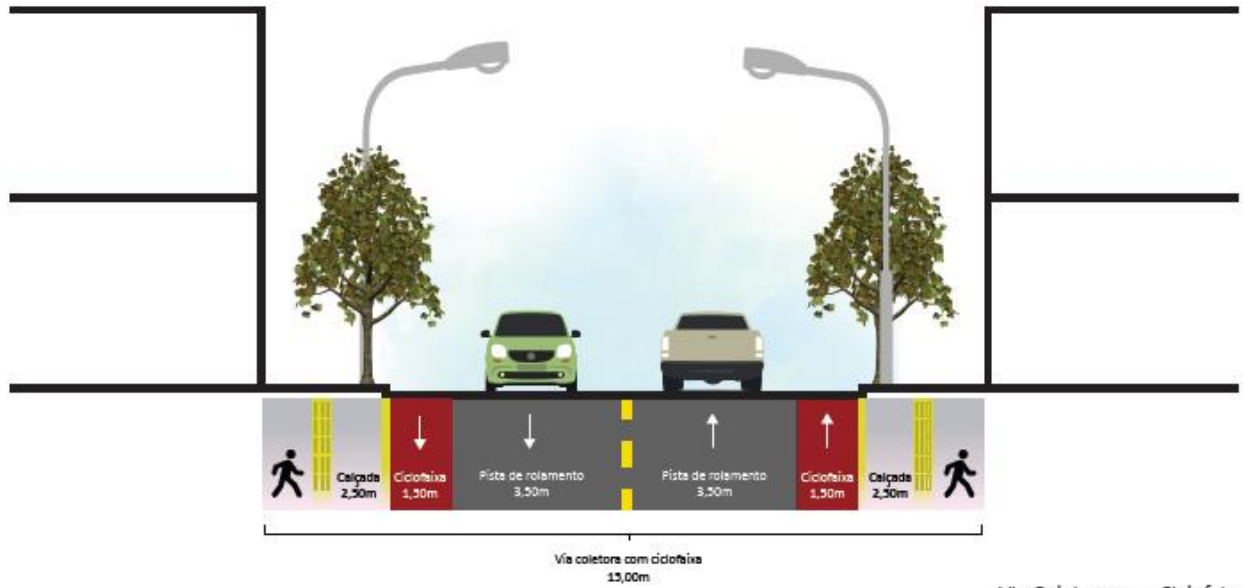 Calçada
2,50m
Ciclofaixa
1,50m
Pista de rolamento
3,50m
Pista de rolamento
3,50m
Ciclofaixa
1,50m
Calçada
2,50m
Via coletora com ciclofaixa
15,00m